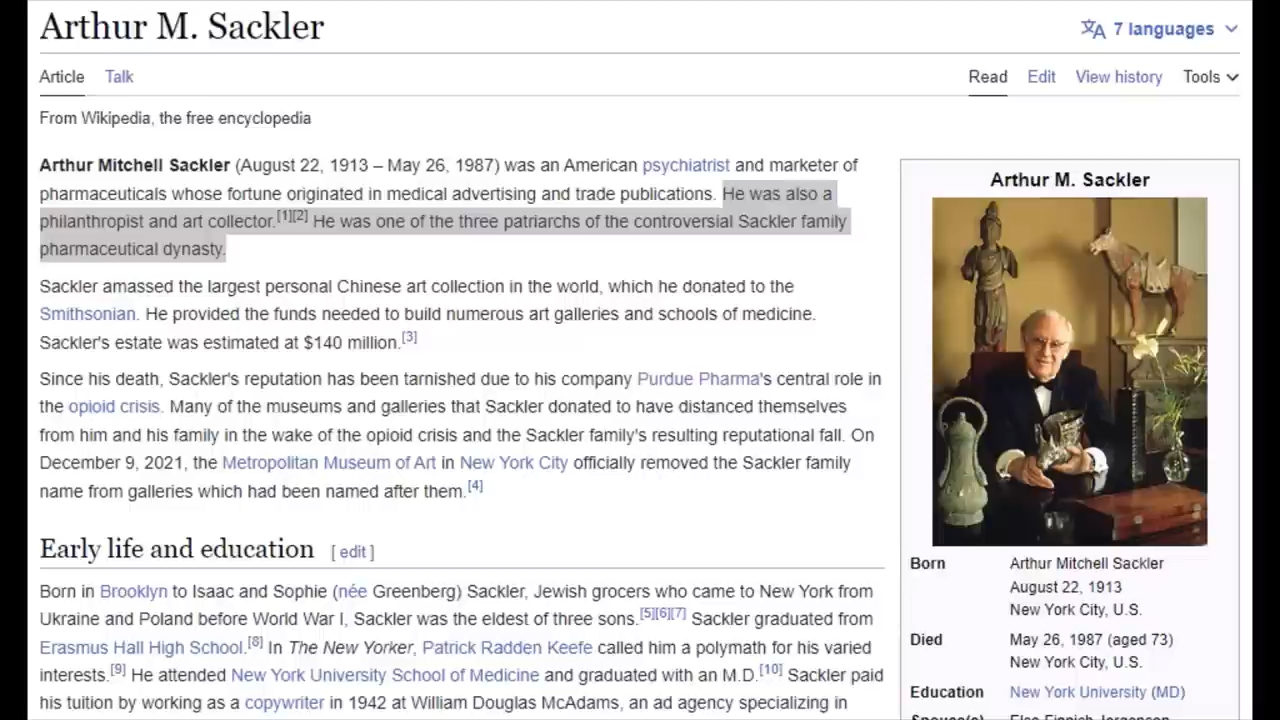 Arthur M. Sackler
7 languages
Article Talk
Read Edit View history Tools
From Wikipedia, the free encyclopedia
Arthur Mitchell Sackler (August 22, 1913 – May 26, 1987) was an American psychiatrist and marketer of
pharmaceuticals whose fortune originated in medical advertising and trade publications. He was also a
philanthropist and art collector.[1][2] He was one of the three patriarchs of the controversial Sackler family
pharmaceutical dynasty.
Sackler amassed the largest personal Chinese art collection in the world, which he donated to the
Smithsonian. He provided the funds needed to build numerous art galleries and schools of medicine.
Sackler's estate was estimated at $140 million.[3]
Since his death, Sackler's reputation has been tarnished due to his company Purdue Pharma's central role in
the opioid crisis. Many of the museums and galleries that Sackler donated to have distanced themselves
from him and his family in the wake of the opioid crisis and the Sackler family's resulting reputational fall. On
December 9, 2021, the Metropolitan Museum of Art in New York City officially removed the Sackler family
name from galleries which had been named after them.[4]
Early life and education [ edit ]
Born in Brooklyn to Isaac and Sophie (née Greenberg) Sackler, Jewish grocers who came to New York from
Ukraine and Poland before World War I, Sackler was the eldest of three sons.[5][6][7] Sackler graduated from
Erasmus Hall High School.[8] In The New Yorker, Patrick Radden Keefe called him a polymath for his varied
interests.[9] He attended New York University School of Medicine and graduated with an M.D.[10] Sackler paid
his tuition by working as a copywriter in 1942 at William Douglas McAdams, an ad agency specializing in
Arthur M. Sackler
Born Arthur Mitchell Sackler
August 22, 1913
New York City, U.S.
Died May 26, 1987 (aged 73)
New York City, U.S.
Education New York University (MD)